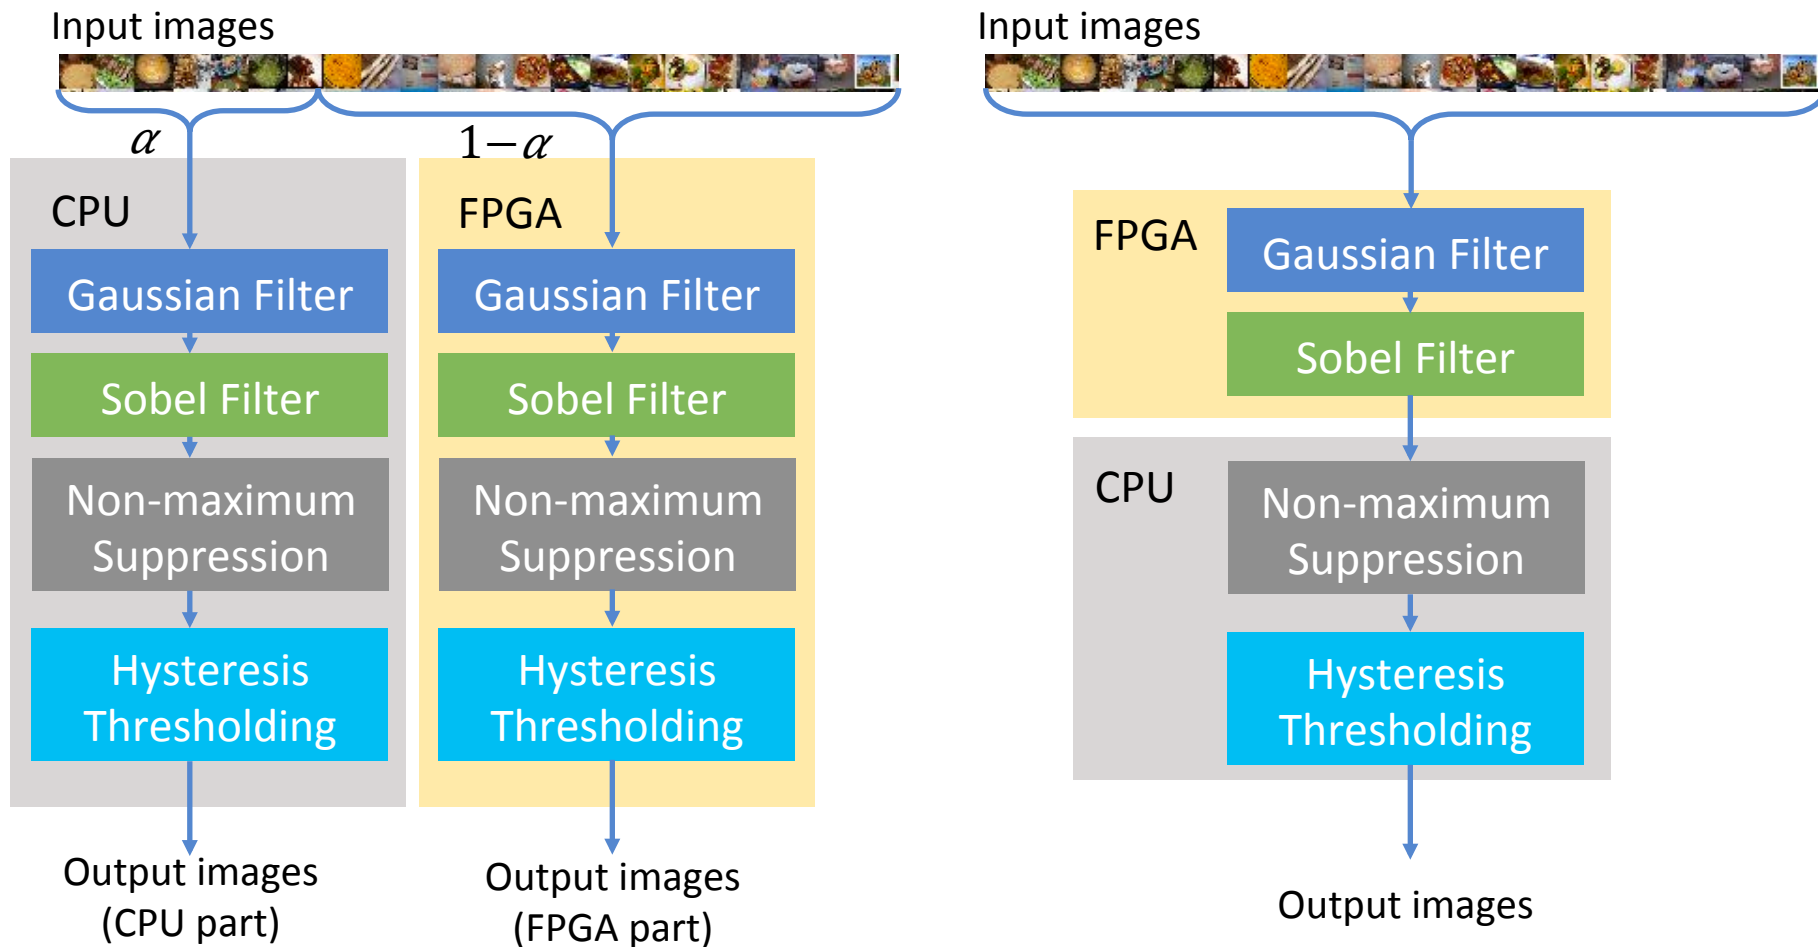 Input images
α
1−α
CPU
Gaussian Filter
Sobel Filter
Non-maximum
Suppression
Hysteresis
Thresholding
Output images
(CPU part)
FPGA
Gaussian Filter
Sobel Filter
Non-maximum
Suppression
Hysteresis
Thresholding
Output images
(FPGA part)
Input images
FPGA
Gaussian Filter
Sobel Filter
CPU
Non-maximum
Suppression
Hysteresis
Thresholding
Output images